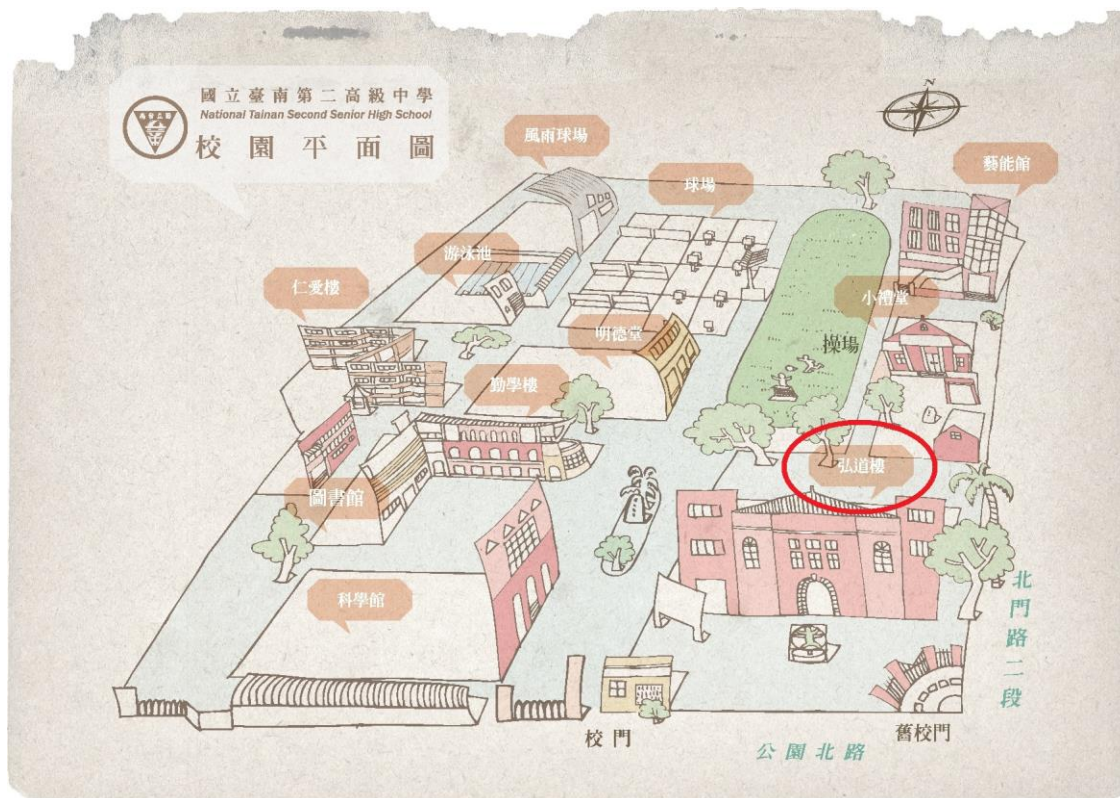 國立臺南第二高級中學
National Tainan Second Senior High School
校園平面圖
N
風雨球場
球場
藝能館
游泳池
仁愛樓
小禮堂
明德堂
操場
勤學樓
弘道樓
圖書館
科學館
北門路二段
校門
舊校門
公園北路